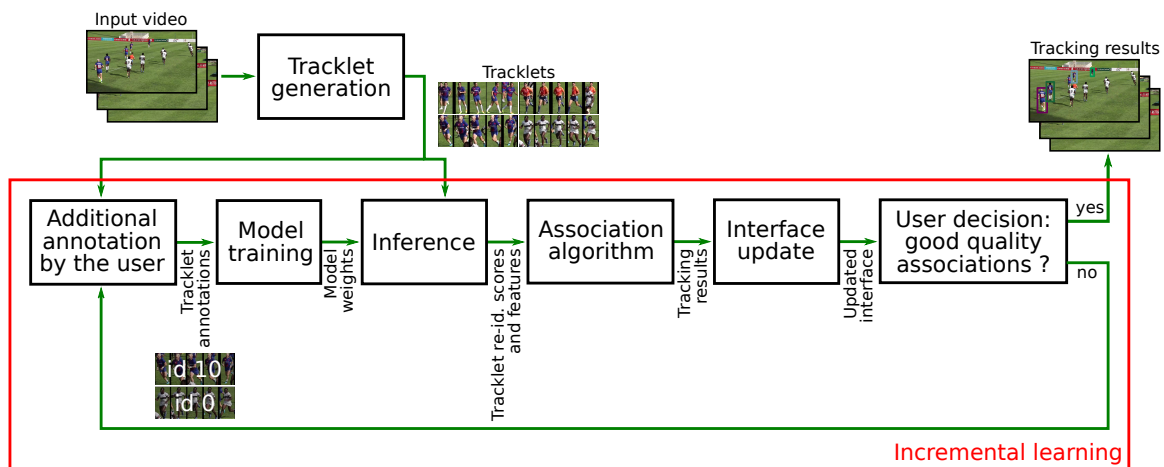 Input video
Tracklet
generation
Tracklets
Tracking results
Additional
annotation
by the user
Tracklet
annotations
Model
training
Model
weights
Inference
Tracklet re-id. scores
and features
Association
algorithm
Tracking
results
Interface
update
Updated
interface
User decision:
good quality
associations ?
yes
no
id 10
id 0
Incremental learning